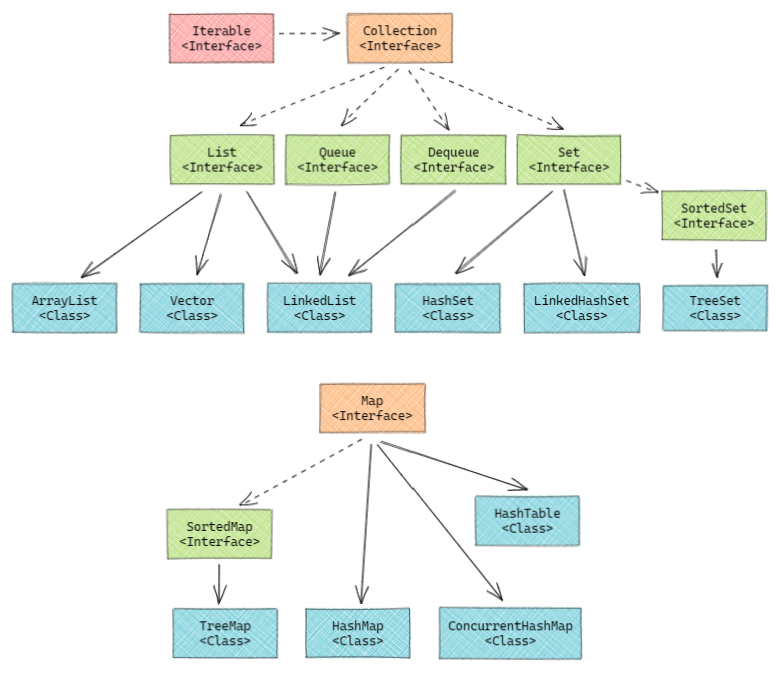 Iterable
<Interface>
Collection
<Interface>
List
<Interface>
Queue
<Interface>
Dequeue
<Interface>
Set
<Interface>
SortedSet
<Interface>
ArrayList
<Class>
Vector
<Class>
LinkedList
<Class>
HashSet
<Class>
LinkedHashSet
<Class>
TreeSet
<Class>
Map
<Interface>
HashTable
<Class>
SortedMap
<Interface>
TreeMap
<Class>
HashMap
<Class>
ConcurrentHashMap
<Class>